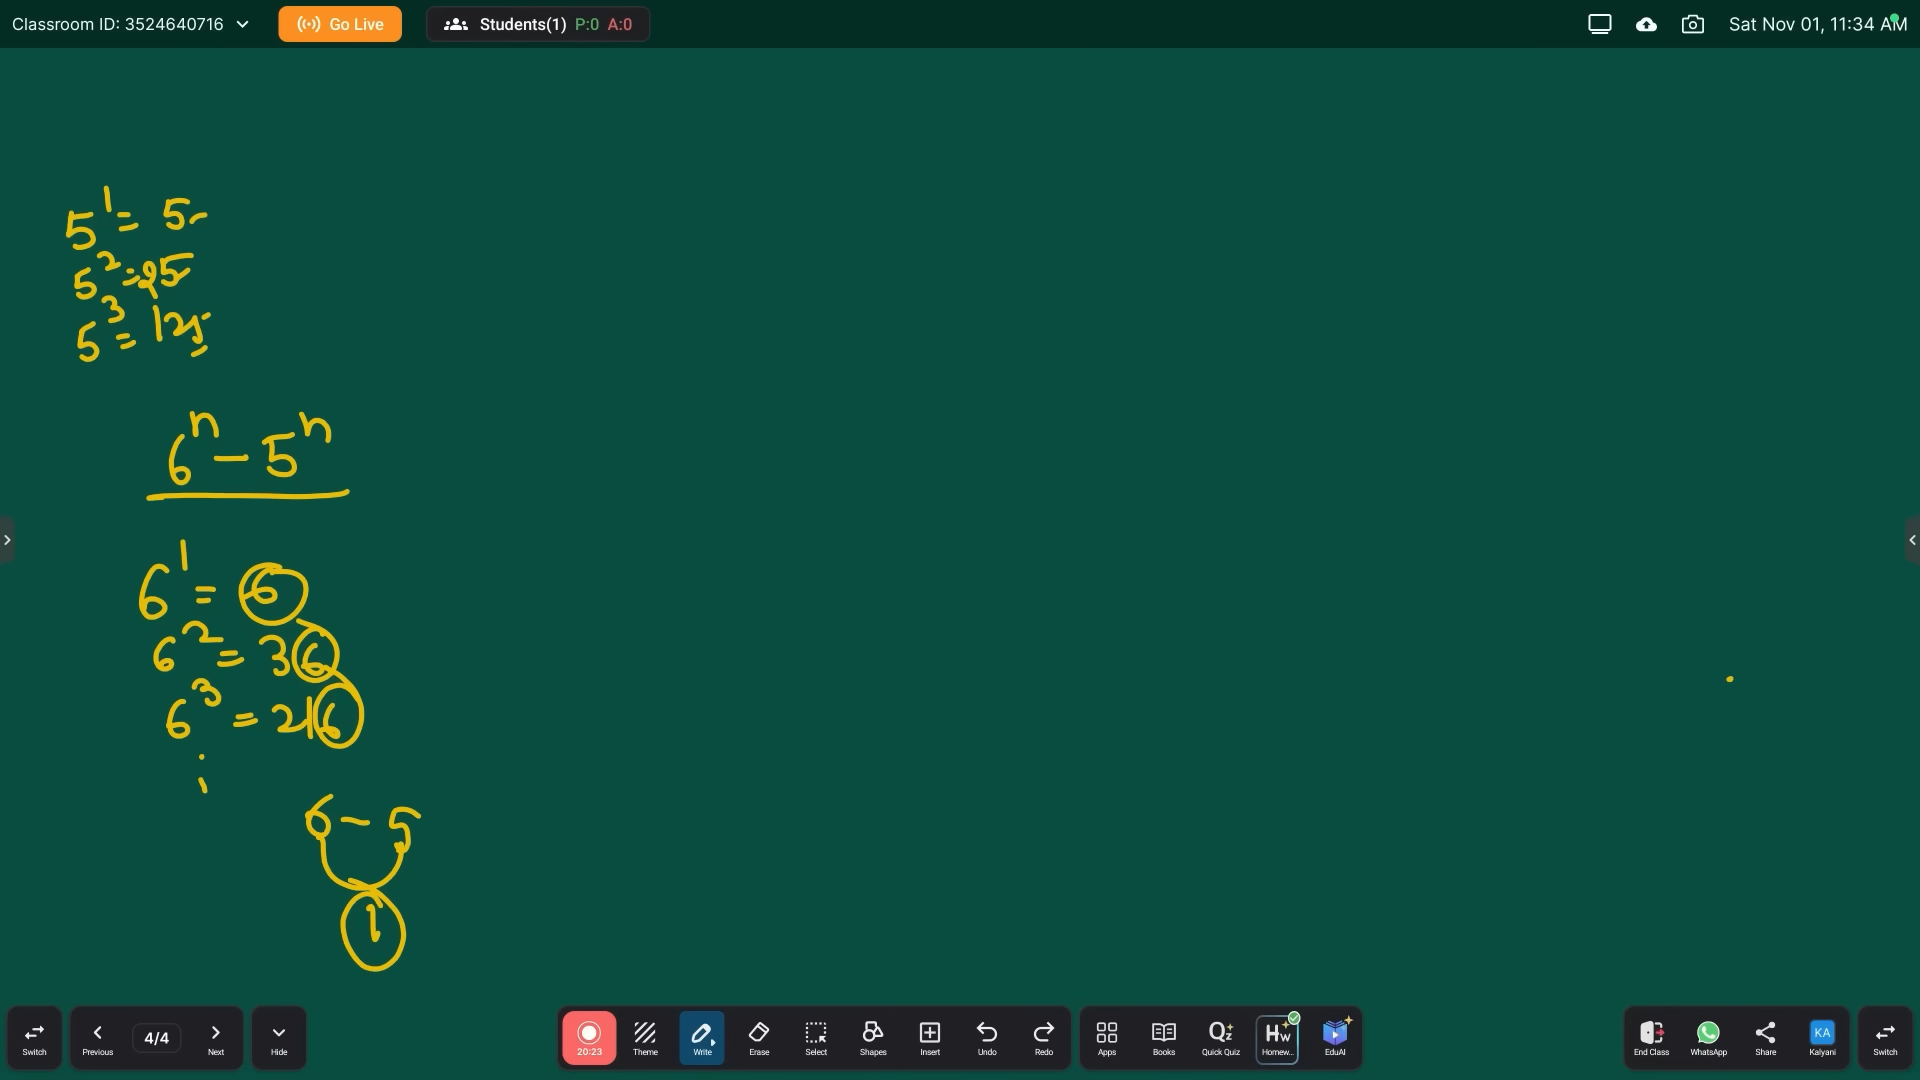 Classroom ID: 3524640716
Go Live
Students(1) P:0 A:0
Sat Nov 01, 11:34 AM
5¹ = 5
5² = 25
5³ = 125
6ⁿ - 5ⁿ
6¹ = 6
6² = 36
6³ = 216
6 - 5
1
Switch
Previous
4/4
Next
Hide
20:23
Theme
Write
Erase
Select
Shapes
Insert
Undo
Redo
Apps
Books
Qz
Quick Quiz
Hw
Homew...
EduAI
End Class
WhatsApp
Share
KA
Kalyani
Switch